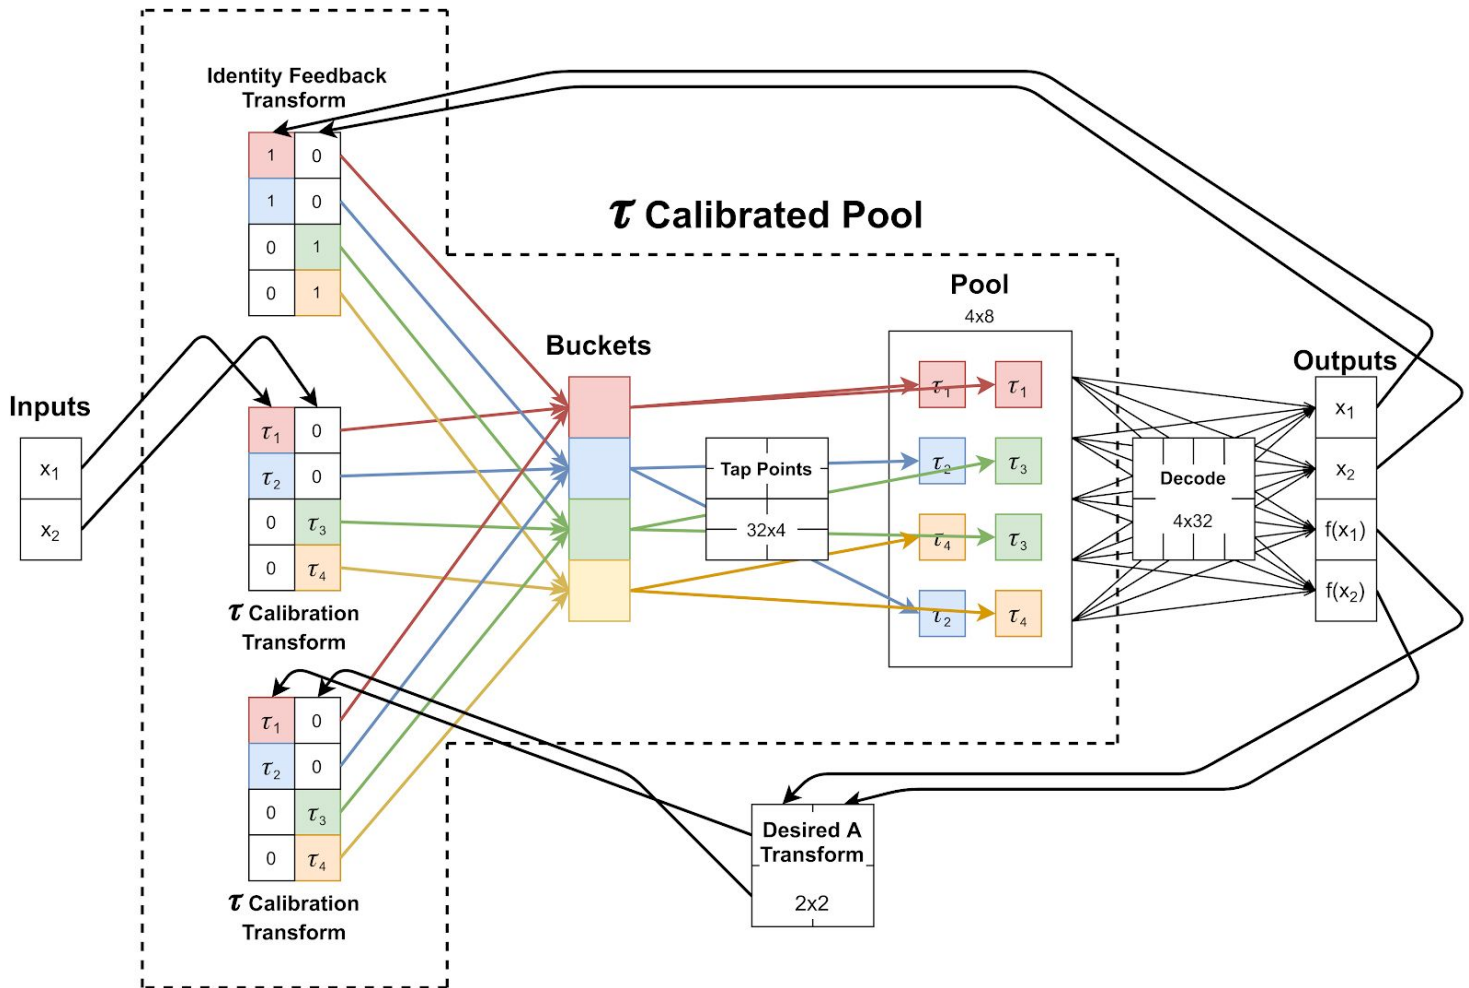 Identity Feedback
Transform
1 0
1 0
0 1
0 1
𝝉 Calibrated Pool
Pool
4x8
Buckets
Outputs
Inputs
x₁
x₂
τ₁ 0
τ₂ 0
0 τ₃
0 τ₄
𝝉 Calibration
Transform
Tap Points
32x4
τ₁ τ₁
τ₂ τ₃
τ₄ τ₃
τ₂ τ₄
Decode
4x32
x₁
x₂
f(x₁)
f(x₂)
τ₁ 0
τ₂ 0
0 τ₃
0 τ₄
𝝉 Calibration
Transform
Desired A
Transform
2x2